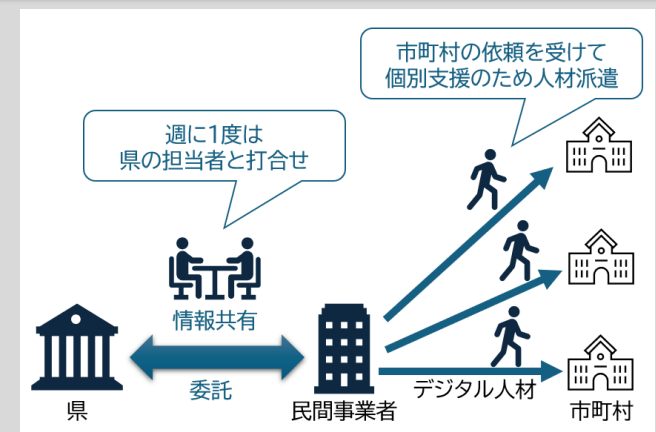 市町村の依頼を受けて
個別支援のため人材派遣
週に1度は
県の担当者と打合せ
情報共有
委託
デジタル人材
県
民間事業者
市町村